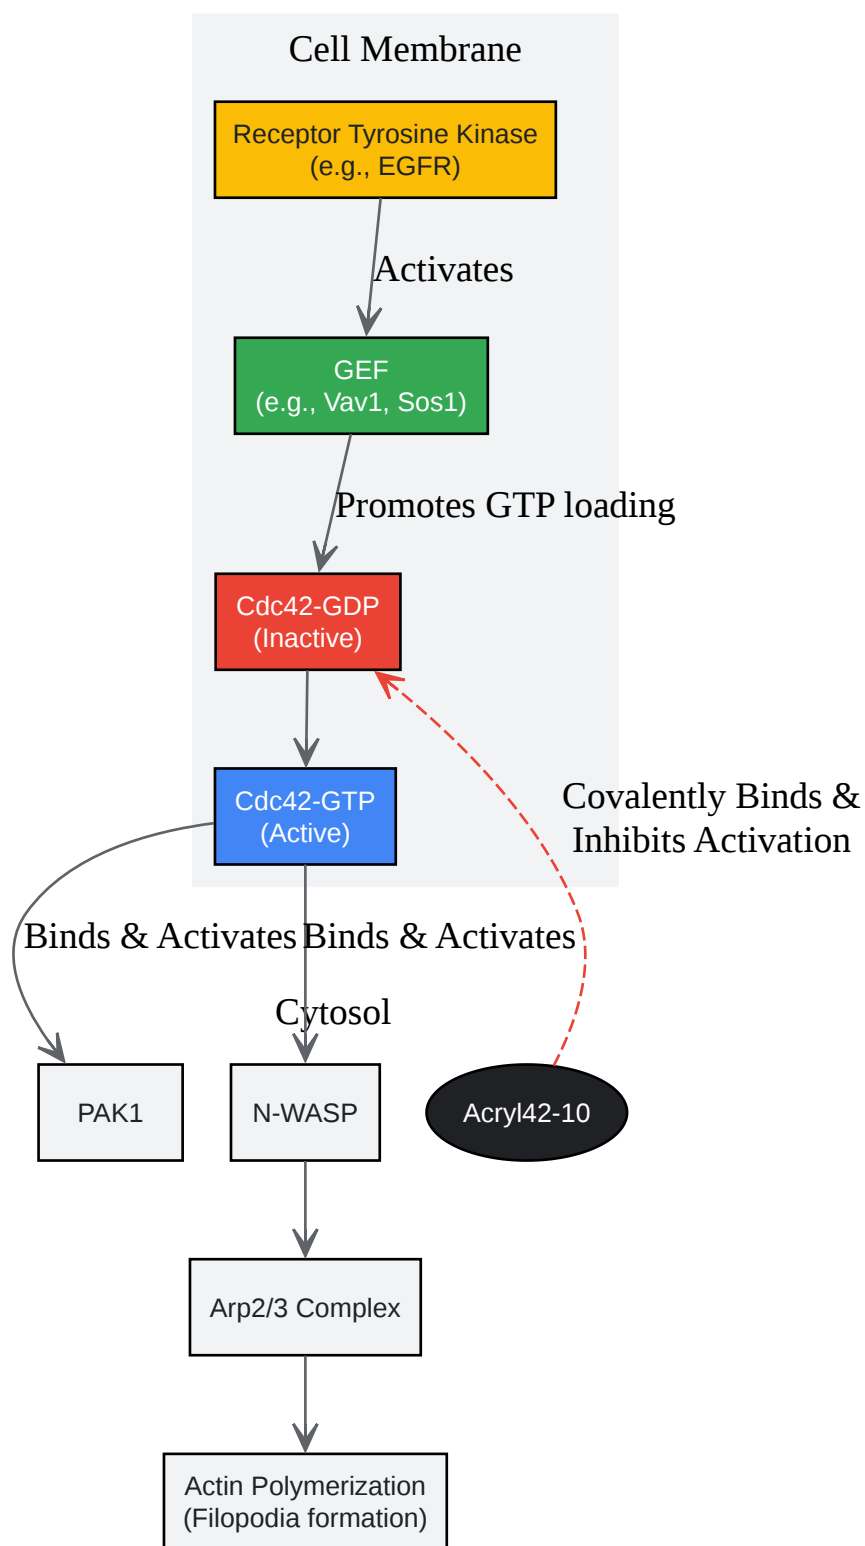 Cell Membrane
Receptor Tyrosine Kinase
(e.g., EGFR)
Activates
GEF
(e.g., Vav1, Sos1)
Promotes GTP loading
Cdc42-GDP
(Inactive)
Cdc42-GTP
(Active)
Covalently Binds &
Inhibits Activation
Binds & Activates
Binds & Activates
Cytosol
PAK1
N-WASP
Acryl42-10
Arp2/3 Complex
Actin Polymerization
(Filopodia formation)